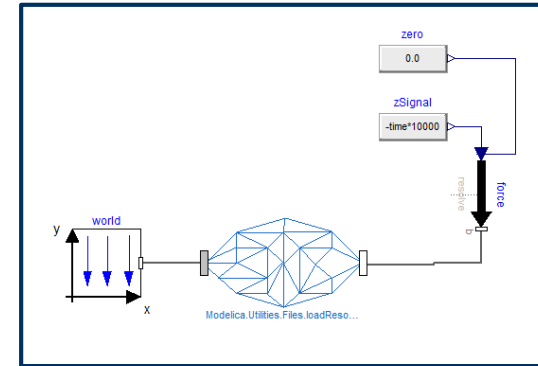 zero
0.0
zSignal
-time*10000
resolve
force
b
world
y
x
Modelica.Utilities.Files.loadReso...